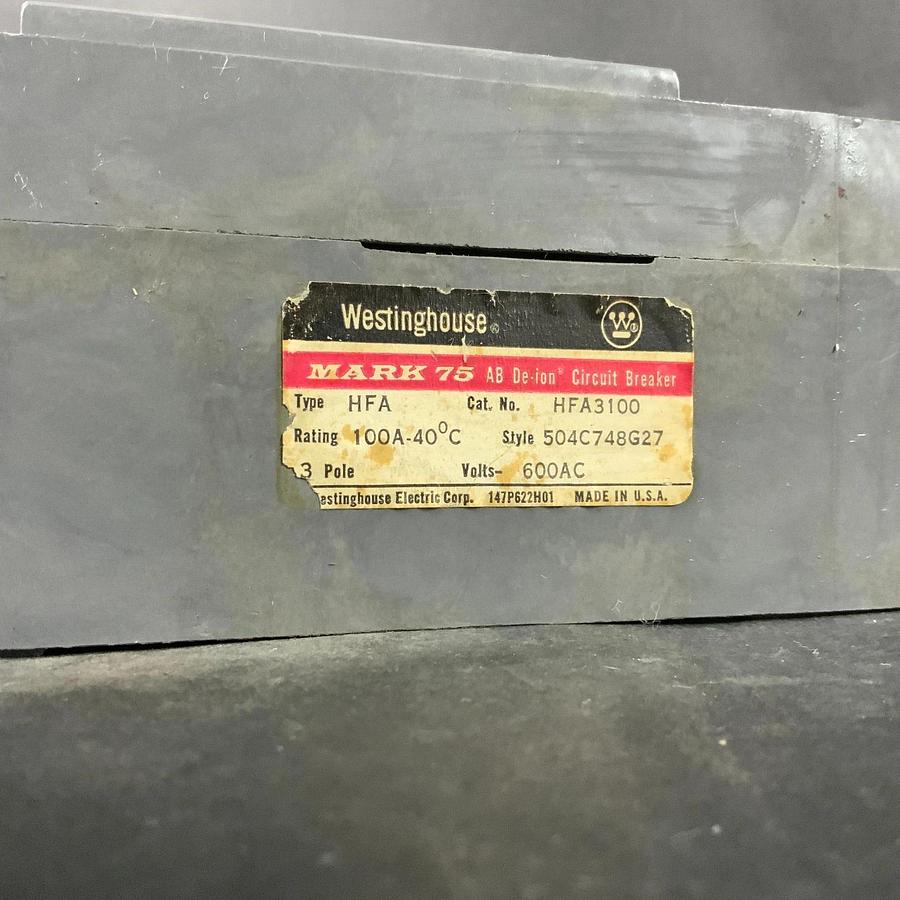 Westinghouse® W®
MARK 75 AB De-ion® Circuit Breaker
Type HFA Cat. No. HFA3100
Rating 100A-40°C Style 504C748G27
3 Pole Volts- 600AC
estinghouse Electric Corp. 147P622H01 MADE IN U.S.A.